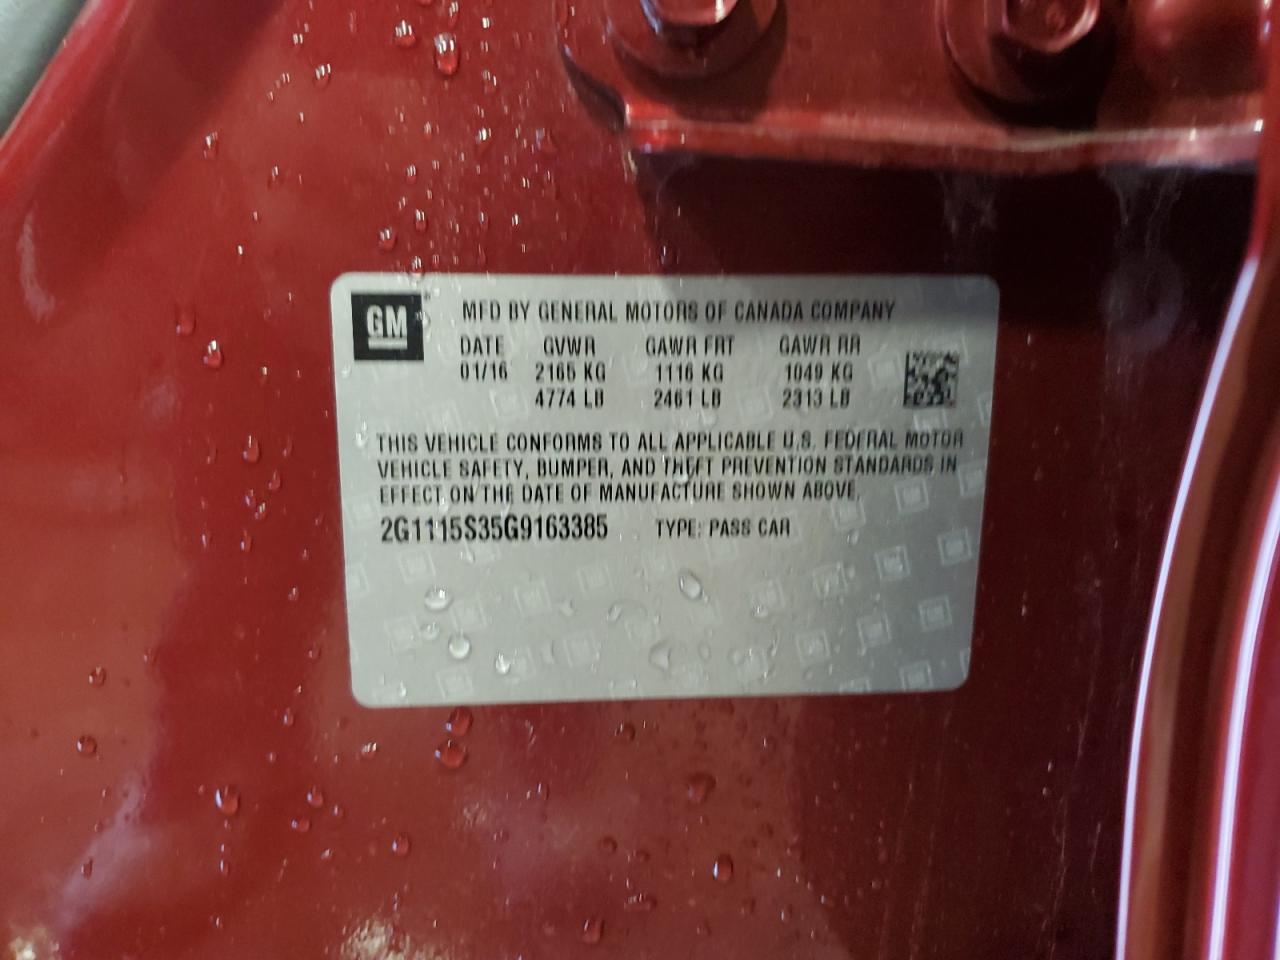 GM
MFD BY GENERAL MOTORS OF CANADA COMPANY
DATE GVWR GAWR FRT GAWR RR
01/16 2165 KG 1116 KG 1049 KG
4774 LB 2461 LB 2313 LB
THIS VEHICLE CONFORMS TO ALL APPLICABLE U.S. FEDERAL MOTOR
VEHICLE SAFETY, BUMPER, AND THEFT PREVENTION STANDARDS IN
EFFECT ON THE DATE OF MANUFACTURE SHOWN ABOVE.
2G1115S35G9163385 TYPE: PASS CAR